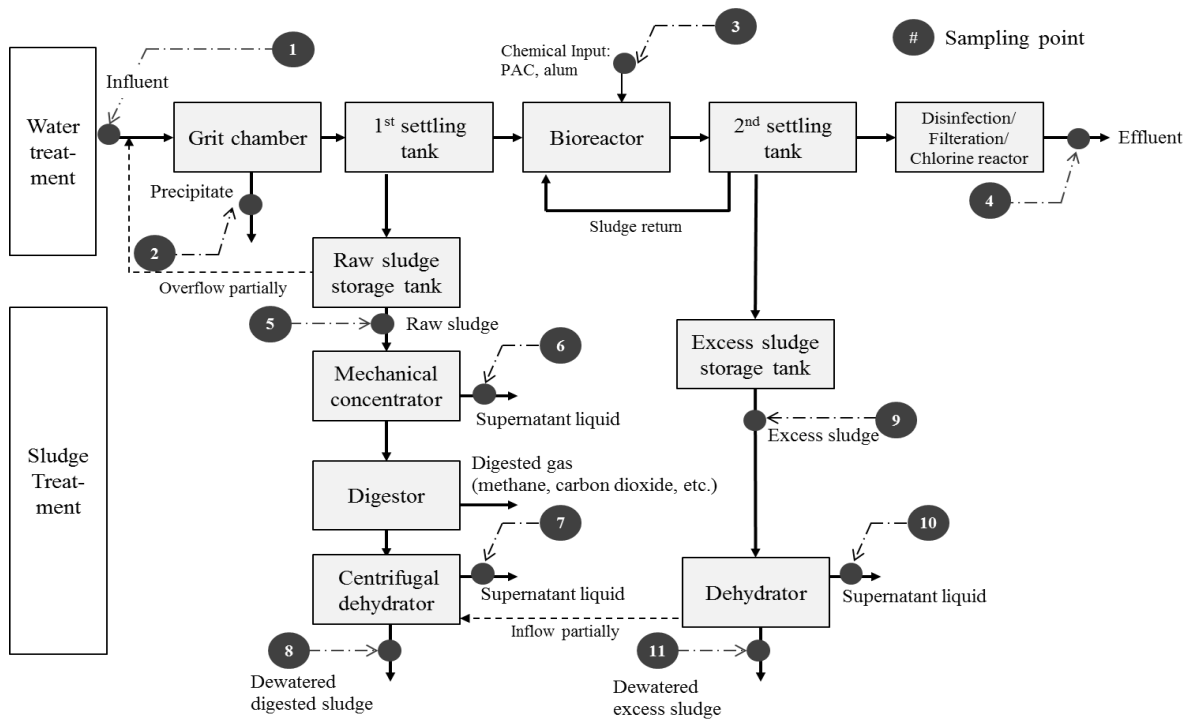 1
3
#
Sampling point
Influent
Chemical Input:
PAC, alum
Water
treat-
ment
Grit chamber
1st settling
tank
Bioreactor
2nd settling
tank
Disinfection/
Filteration/
Chlorine reactor
Effluent
Precipitate
4
Sludge return
2
Overflow partially
Raw sludge
storage tank
5
Raw sludge
6
Excess sludge
storage tank
Mechanical
concentrator
Supernatant liquid
9
Excess sludge
Sludge
Treat-
ment
Digestor
Digested gas
(methane, carbon dioxide, etc.)
7
10
Centrifugal
dehydrator
Supernatant liquid
Dehydrator
Supernatant liquid
Inflow partially
8
11
Dewatered
digested sludge
Dewatered
excess sludge